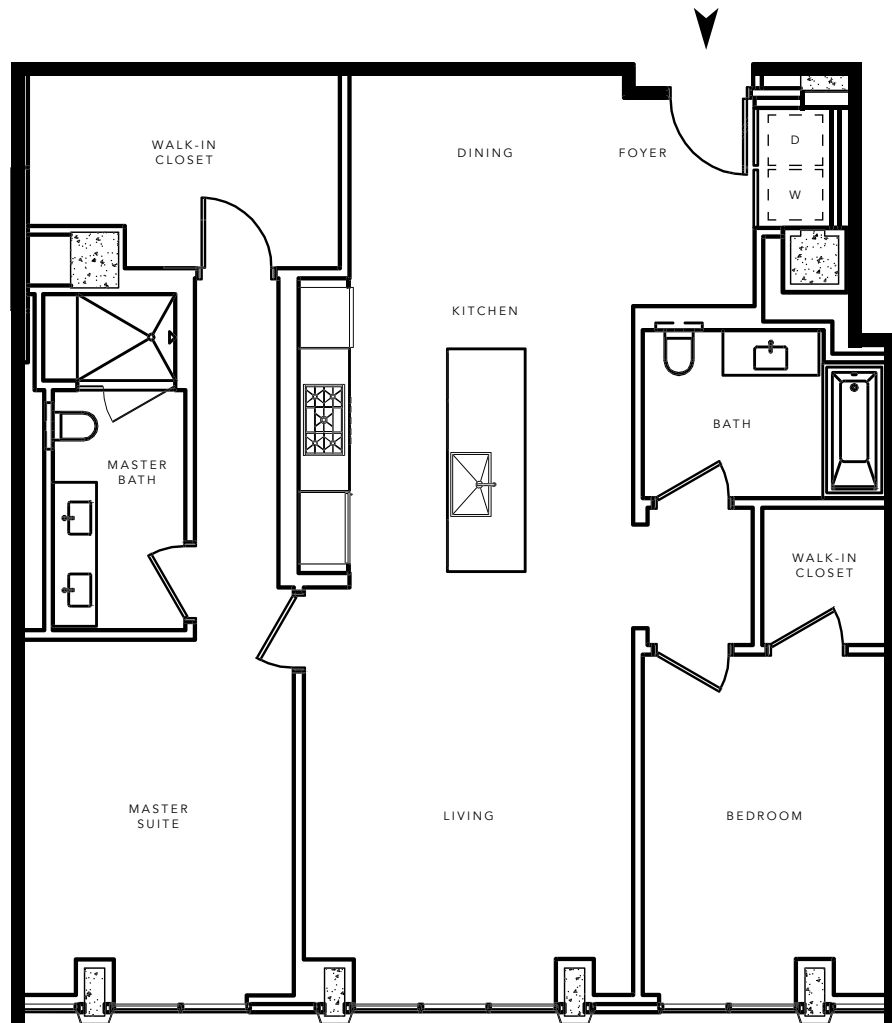 WALK-IN
CLOSET
DINING
FOYER
D
W
KITCHEN
BATH
MASTER
BATH
WALK-IN
CLOSET
MASTER
SUITE
LIVING
BEDROOM